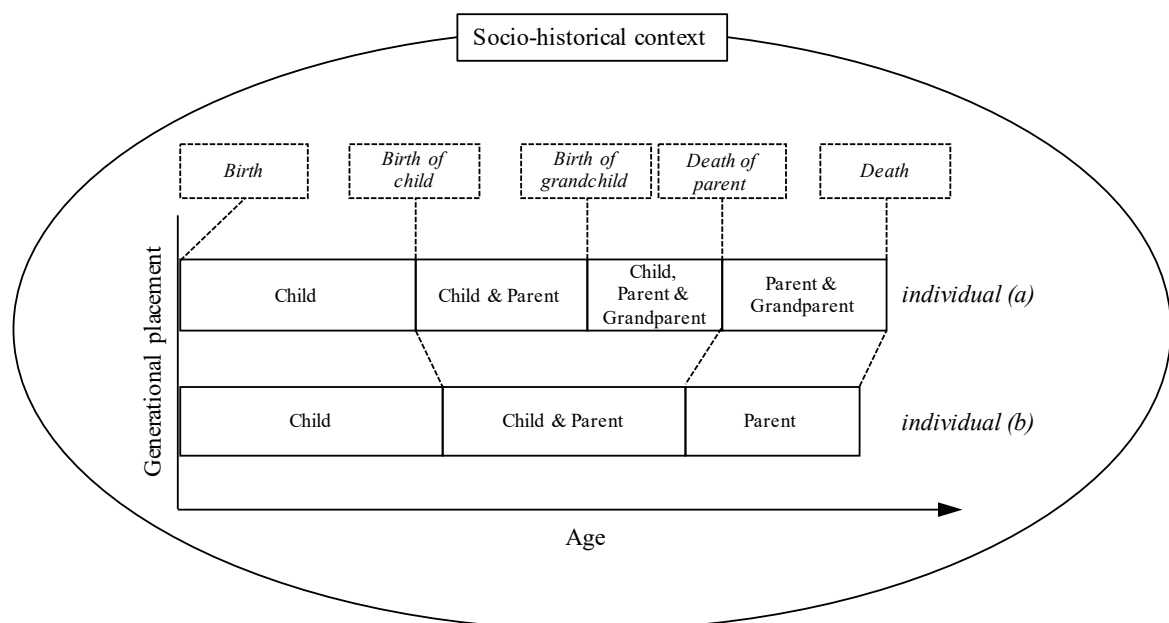 Socio-historical context
Birth
Birth of
child
Birth of
grandchild
Death of
parent
Death
Generational placement
Child
Child & Parent
Child,
Parent &
Grandparent
Parent &
Grandparent
individual (a)
Child
Child & Parent
Parent
individual (b)
Age